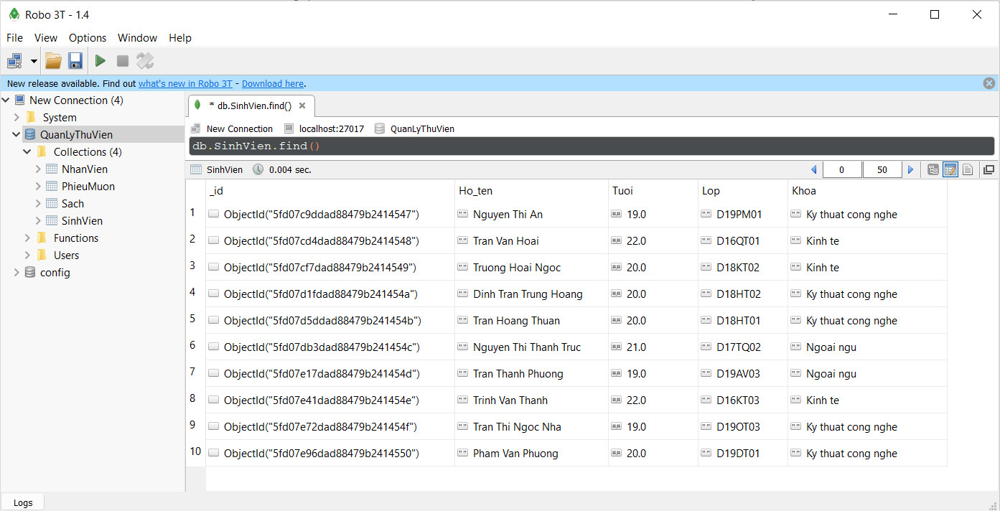 Robo 3T - 1.4
File View Options Window Help
New release available. Find out what's new in Robo 3T - Download here.
New Connection (4)
System
QuanLyThuVien
Collections (4)
NhanVien
PhieuMuon
Sach
SinhVien
Functions
Users
config
* db.SinhVien.find()
New Connection localhost:27017 QuanLyThuVien
db.SinhVien.find()
SinhVien 0.004 sec. 0 50
_id Ho_ten Tuoi Lop Khoa
1 ObjectId("5fd07c9ddad88479b2414547") Nguyen Thi An 19.0 D19PM01 Ky thuat cong nghe
2 ObjectId("5fd07cd4dad88479b2414548") Tran Van Hoai 22.0 D16QT01 Kinh te
3 ObjectId("5fd07cf7dad88479b2414549") Truong Hoai Ngoc 20.0 D18KT02 Kinh te
4 ObjectId("5fd07d1fdad88479b241454a") Dinh Tran Trung Hoang 20.0 D18HT02 Ky thuat cong nghe
5 ObjectId("5fd07d5ddad88479b241454b") Tran Hoang Thuan 20.0 D18HT01 Ky thuat cong nghe
6 ObjectId("5fd07db3dad88479b241454c") Nguyen Thi Thanh Truc 21.0 D17TQ02 Ngoai ngu
7 ObjectId("5fd07e17dad88479b241454d") Tran Thanh Phuong 19.0 D19AV03 Ngoai ngu
8 ObjectId("5fd07e41dad88479b241454e") Trinh Van Thanh 22.0 D16KT03 Kinh te
9 ObjectId("5fd07e72dad88479b241454f") Tran Thi Ngoc Nha 19.0 D19OT03 Ky thuat cong nghe
10 ObjectId("5fd07e96dad88479b2414550") Pham Van Phuong 20.0 D19DT01 Ky thuat cong nghe
Logs